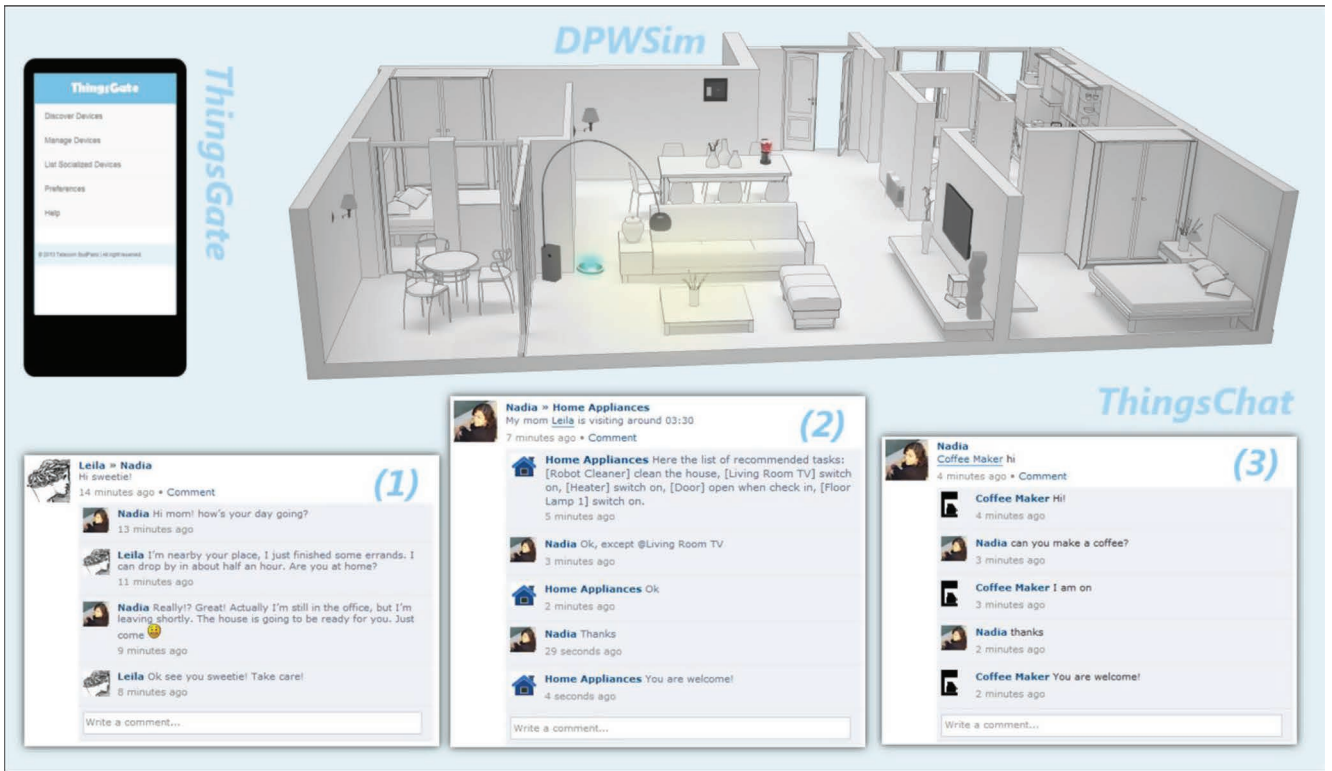 DPWSim
ThingsGate
ThingsGate
Discover Devices
Manage Devices
List Socialized Devices
Preferences
Help
ThingsChat
(1)
Leila » Nadia
Hi sweetie!
14 minutes ago • Comment
Nadia Hi mom! how's your day going?
13 minutes ago
Leila I'm nearby your place, I just finished some errands. I
can drop by in about half an hour. Are you at home?
11 minutes ago
Nadia Really!? Great! Actually I'm still in the office, but I'm
leaving shortly. The house is going to be ready for you. Just
come
9 minutes ago
Leila Ok see you sweetie! Take care!
8 minutes ago
Write a comment...
(2)
Nadia » Home Appliances
My mom Leila is visiting around 03:30
7 minutes ago • Comment
Home Appliances Here the list of recommended tasks:
[Robot Cleaner] clean the house, [Living Room TV] switch
on, [Heater] switch on, [Door] open when check in, [Floor
Lamp 1] switch on.
5 minutes ago
Nadia Ok, except @Living Room TV
3 minutes ago
Home Appliances Ok
2 minutes ago
Nadia Thanks
29 seconds ago
Home Appliances You are welcome!
4 seconds ago
Write a comment...
(3)
Nadia
Coffee Maker hi
4 minutes ago • Comment
Coffee Maker Hi!
4 minutes ago
Nadia can you make a coffee?
3 minutes ago
Coffee Maker I am on
3 minutes ago
Nadia thanks
2 minutes ago
Coffee Maker You are welcome!
2 minutes ago
Write a comment...